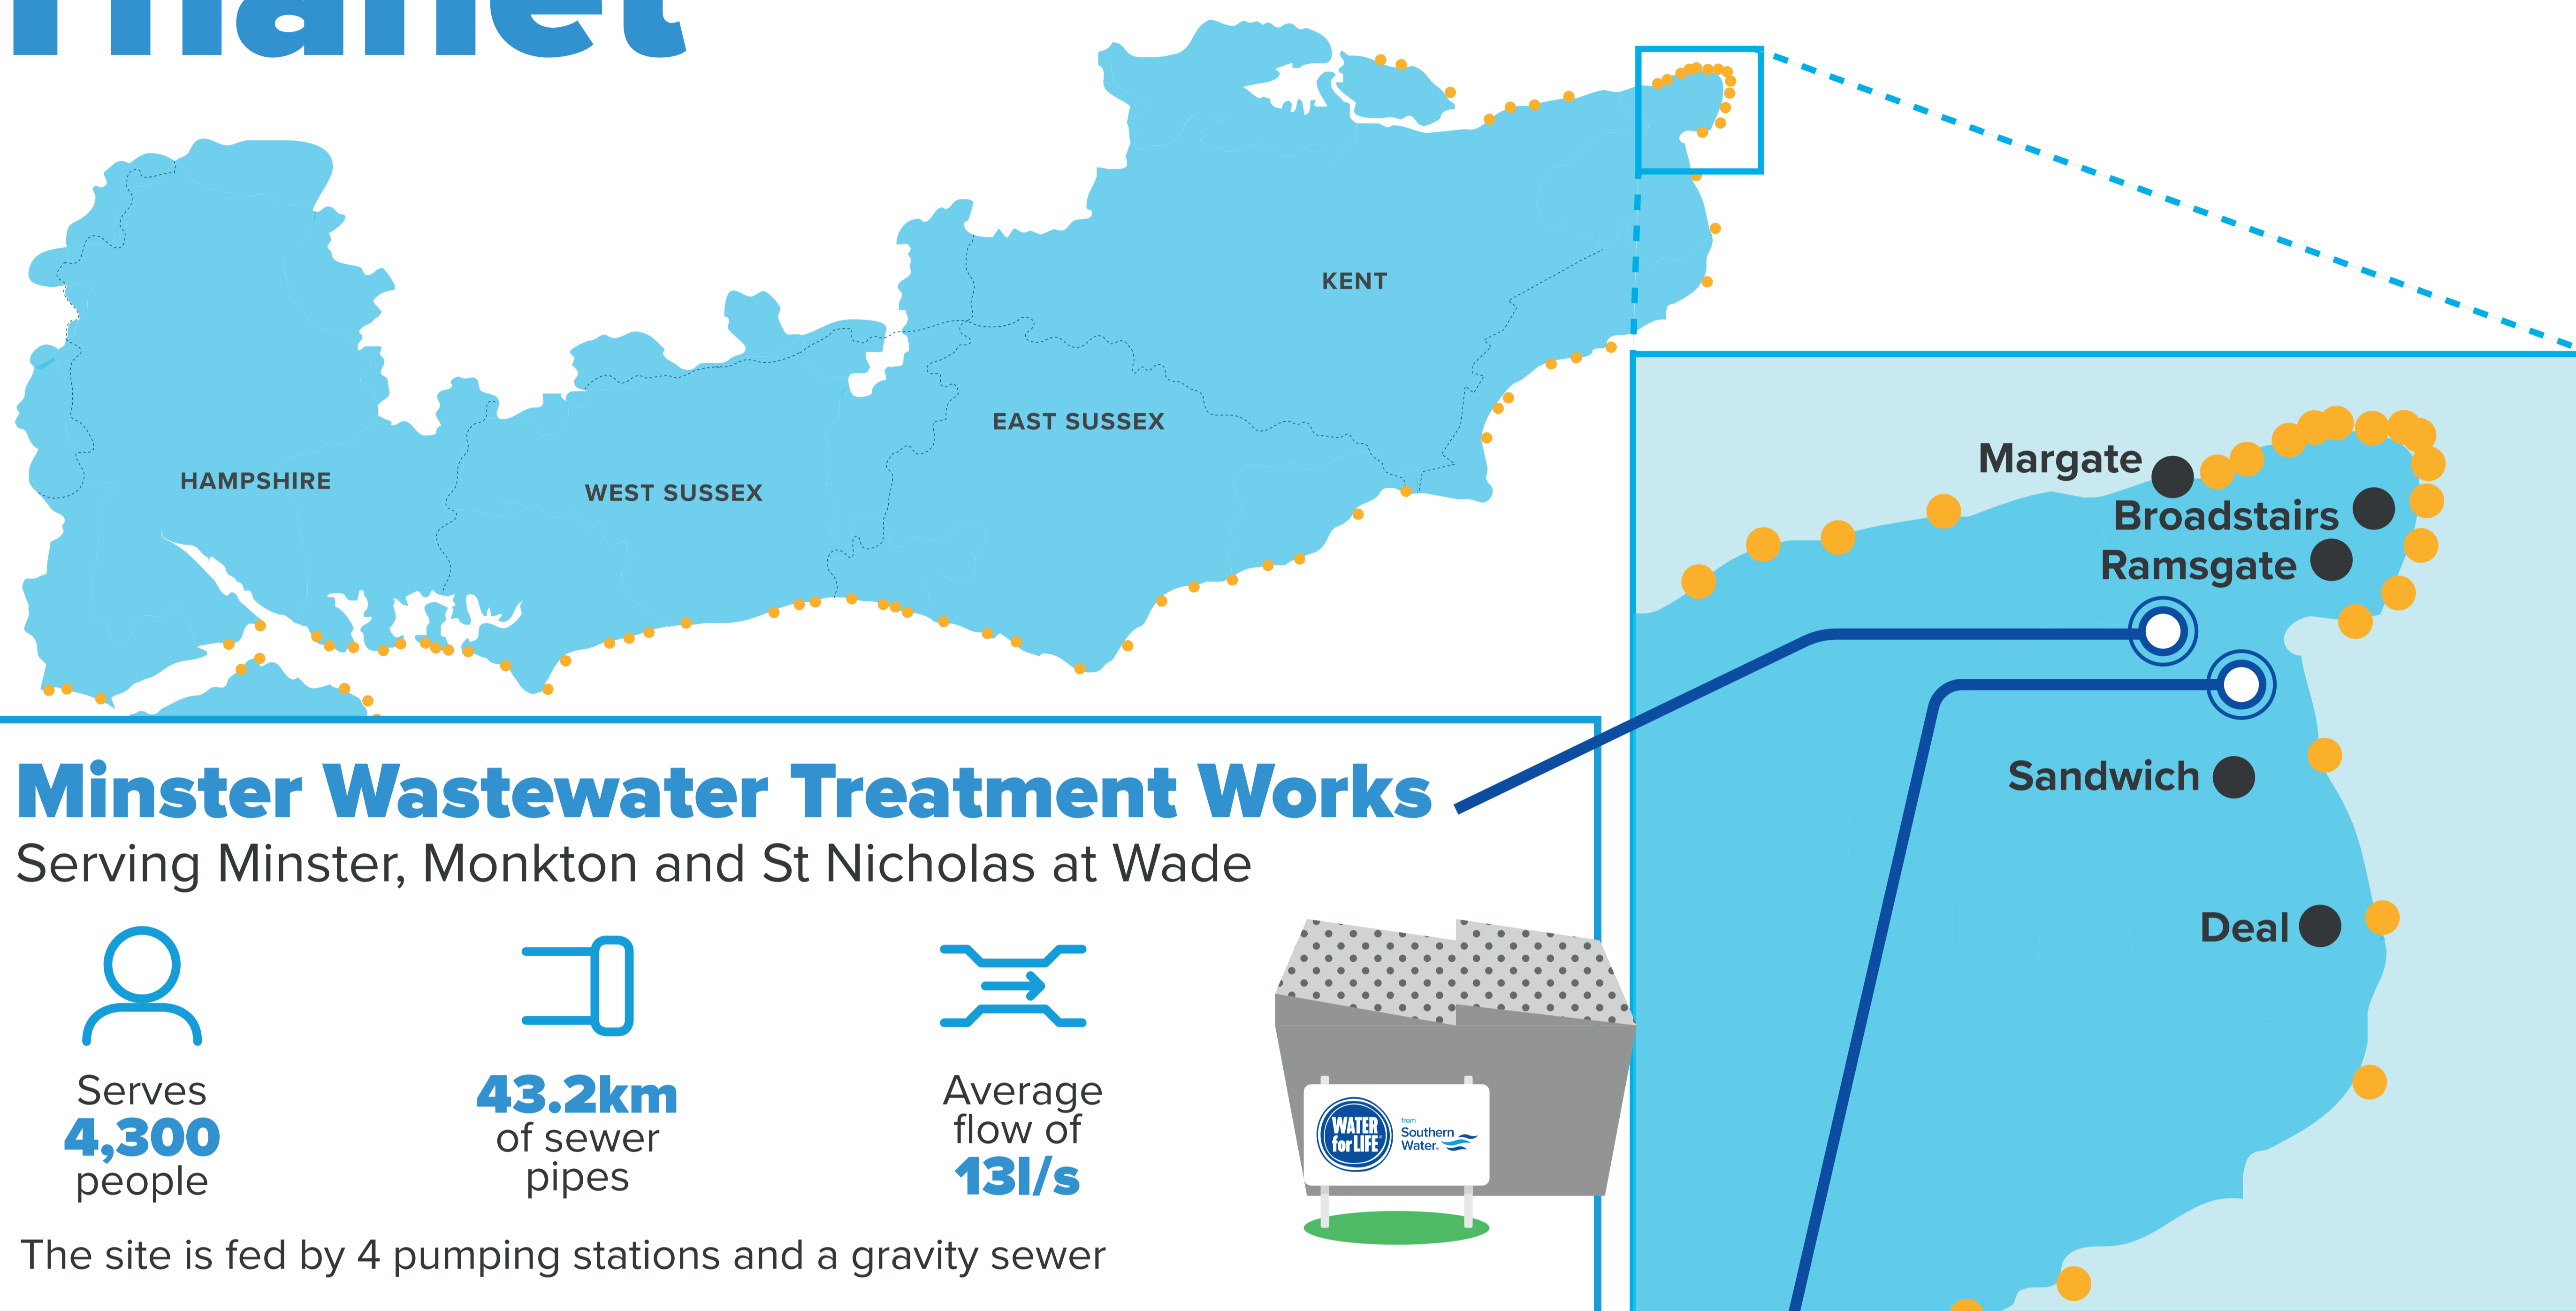 Thanet
KENT
EAST SUSSEX
HAMPSHIRE
WEST SUSSEX
Margate
Broadstairs
Ramsgate
Sandwich
Deal
Minster Wastewater Treatment Works
Serving Minster, Monkton and St Nicholas at Wade
Serves
4,300
people
43.2km
of sewer
pipes
Average
flow of
13l/s
WATER
for LIFE
from
Southern
Water.
The site is fed by 4 pumping stations and a gravity sewer